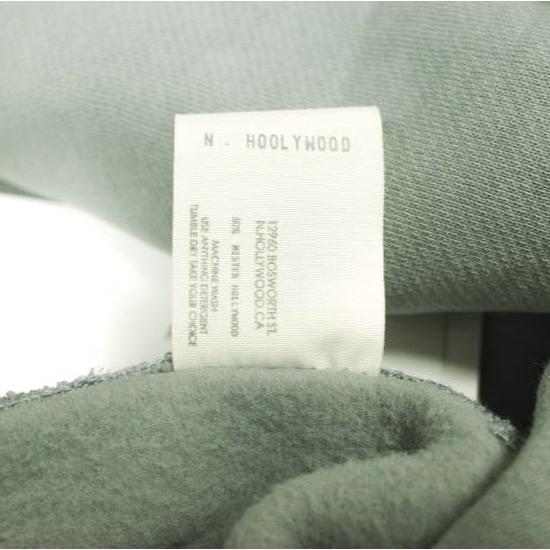 N. HOOLYWOOD
12960 BOSWORTH ST.
N.HOLLYWOOD.CA
50% MISTER HOLLYWOOD
MACHINE WASH
USE ANYTHING DETERGENT
TUMBLE DRY TAKE YOUR CHOICE